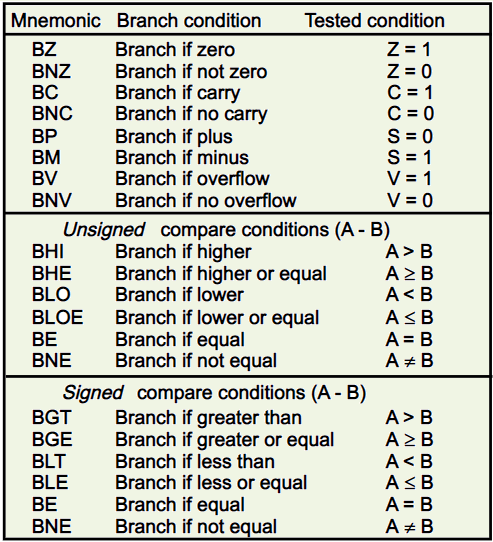 Mnemonic Branch condition Tested condition
BZ Branch if zero Z = 1
BNZ Branch if not zero Z = 0
BC Branch if carry C = 1
BNC Branch if no carry C = 0
BP Branch if plus S = 0
BM Branch if minus S = 1
BV Branch if overflow V = 1
BNV Branch if no overflow V = 0
Unsigned compare conditions (A - B)
BHI Branch if higher A > B
BHE Branch if higher or equal A ≥ B
BLO Branch if lower A < B
BLOE Branch if lower or equal A ≤ B
BE Branch if equal A = B
BNE Branch if not equal A ≠ B
Signed compare conditions (A - B)
BGT Branch if greater than A > B
BGE Branch if greater or equal A ≥ B
BLT Branch if less than A < B
BLE Branch if less or equal A ≤ B
BE Branch if equal A = B
BNE Branch if not equal A ≠ B